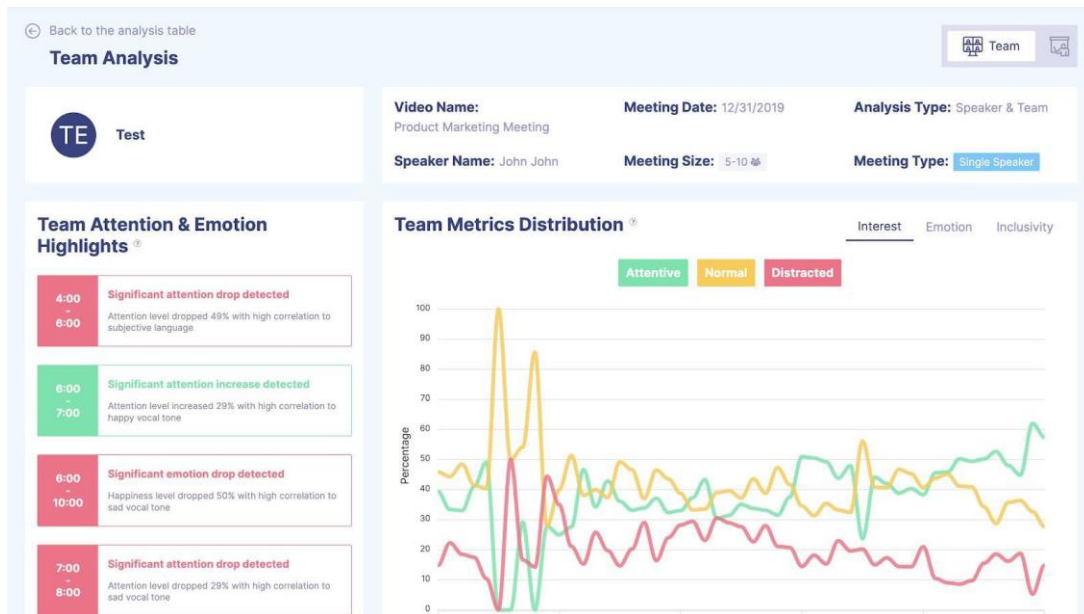 Back to the analysis table
Team Analysis
Team
TE
Test
Video Name:
Product Marketing Meeting
Meeting Date: 12/31/2019
Analysis Type: Speaker & Team
Speaker Name: John John
Meeting Size: 5-10
Meeting Type: Single Speaker
Team Attention & Emotion
Highlights
4:00
-
6:00
Significant attention drop detected
Attention level dropped 49% with high correlation to
subjective language
6:00
-
7:00
Significant attention increase detected
Attention level increased 29% with high correlation to
happy vocal tone
6:00
-
10:00
Significant emotion drop detected
Happiness level dropped 50% with high correlation to
sad vocal tone
7:00
-
8:00
Significant attention drop detected
Attention level dropped 29% with high correlation to
sad vocal tone
Team Metrics Distribution
Interest Emotion Inclusivity
Attentive Normal Distracted
Percentage
100
90
80
70
60
50
40
30
20
10
0